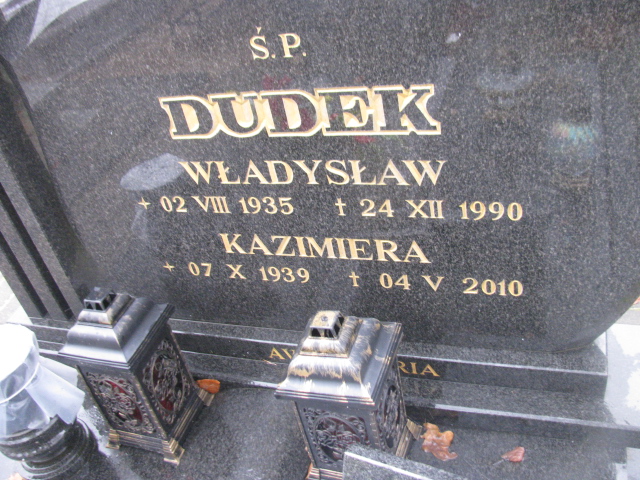 Ś.P.
DUDEK
WŁADYSŁAW
+ 02 VIII 1935 † 24 XII 1990
KAZIMIERA
+ 07 X 1939 † 04 V 2010